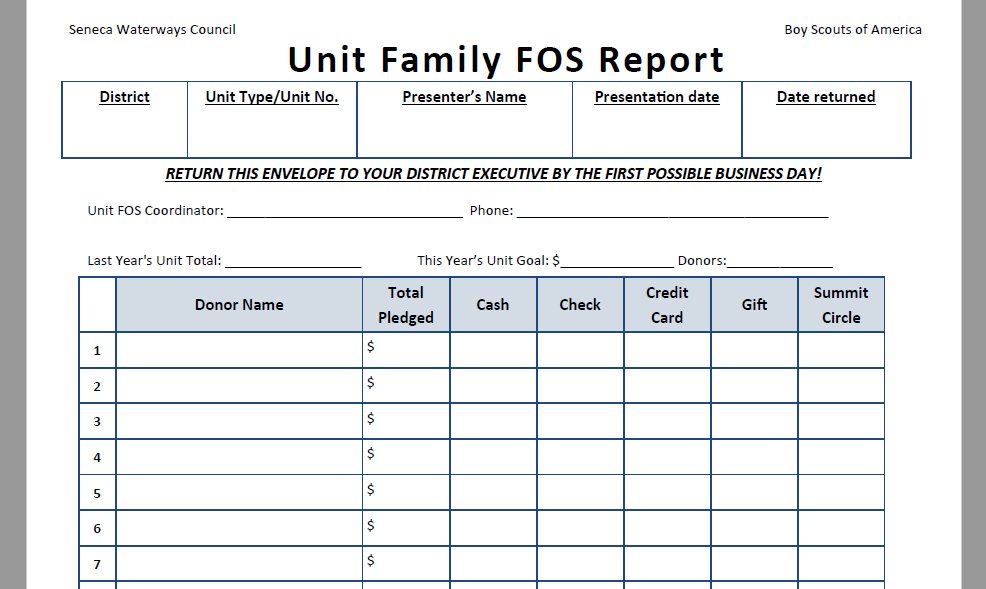 Seneca Waterways Council Boy Scouts of America
Unit Family FOS Report
District Unit Type/Unit No. Presenter’s Name Presentation date Date returned
RETURN THIS ENVELOPE TO YOUR DISTRICT EXECUTIVE BY THE FIRST POSSIBLE BUSINESS DAY!
Unit FOS Coordinator: ______________________________ Phone: ________________________________________
Last Year's Unit Total: _________________ This Year’s Unit Goal: $______________ Donors:_____________
Donor Name Total Pledged Cash Check Credit Card Gift Summit Circle
1 $
2 $
3 $
4 $
5 $
6 $
7 $